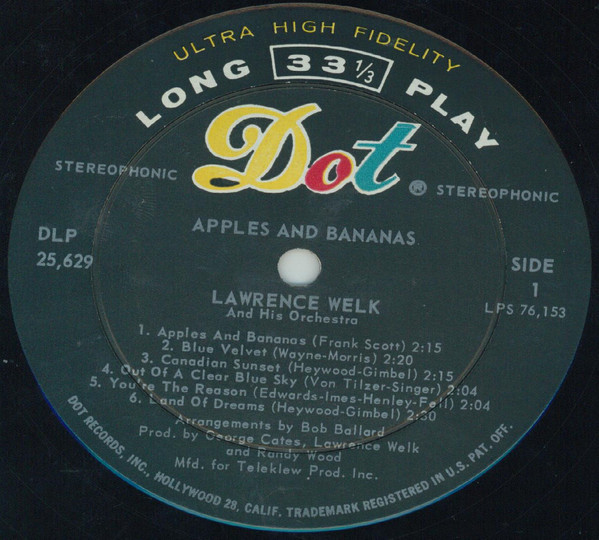 ULTRA HIGH FIDELITY
LONG 33 1/3 PLAY
Dot ®
STEREOPHONIC STEREOPHONIC
APPLES AND BANANAS
DLP
25,629
SIDE
1
LPS 76,153
LAWRENCE WELK
And His Orchestra
1. Apples And Bananas (Frank Scott) 2:15
2. Blue Velvet (Wayne-Morris) 2:20
3. Canadian Sunset (Heywood-Gimbel) 2:15
4. Out Of A Clear Blue Sky (Von Tilzer-Singer) 2:04
5. You're The Reason (Edwards-Imes-Henley-Fell) 2:04
6. Land Of Dreams (Heywood-Gimbel) 2:30
Arrangements by Bob Ballard
Prod. by George Cates, Lawrence Welk
and Randy Wood
Mfd. for Teleklew Prod. Inc.
DOT RECORDS, INC., HOLLYWOOD 28, CALIF. TRADEMARK REGISTERED IN U.S. PAT. OFF.